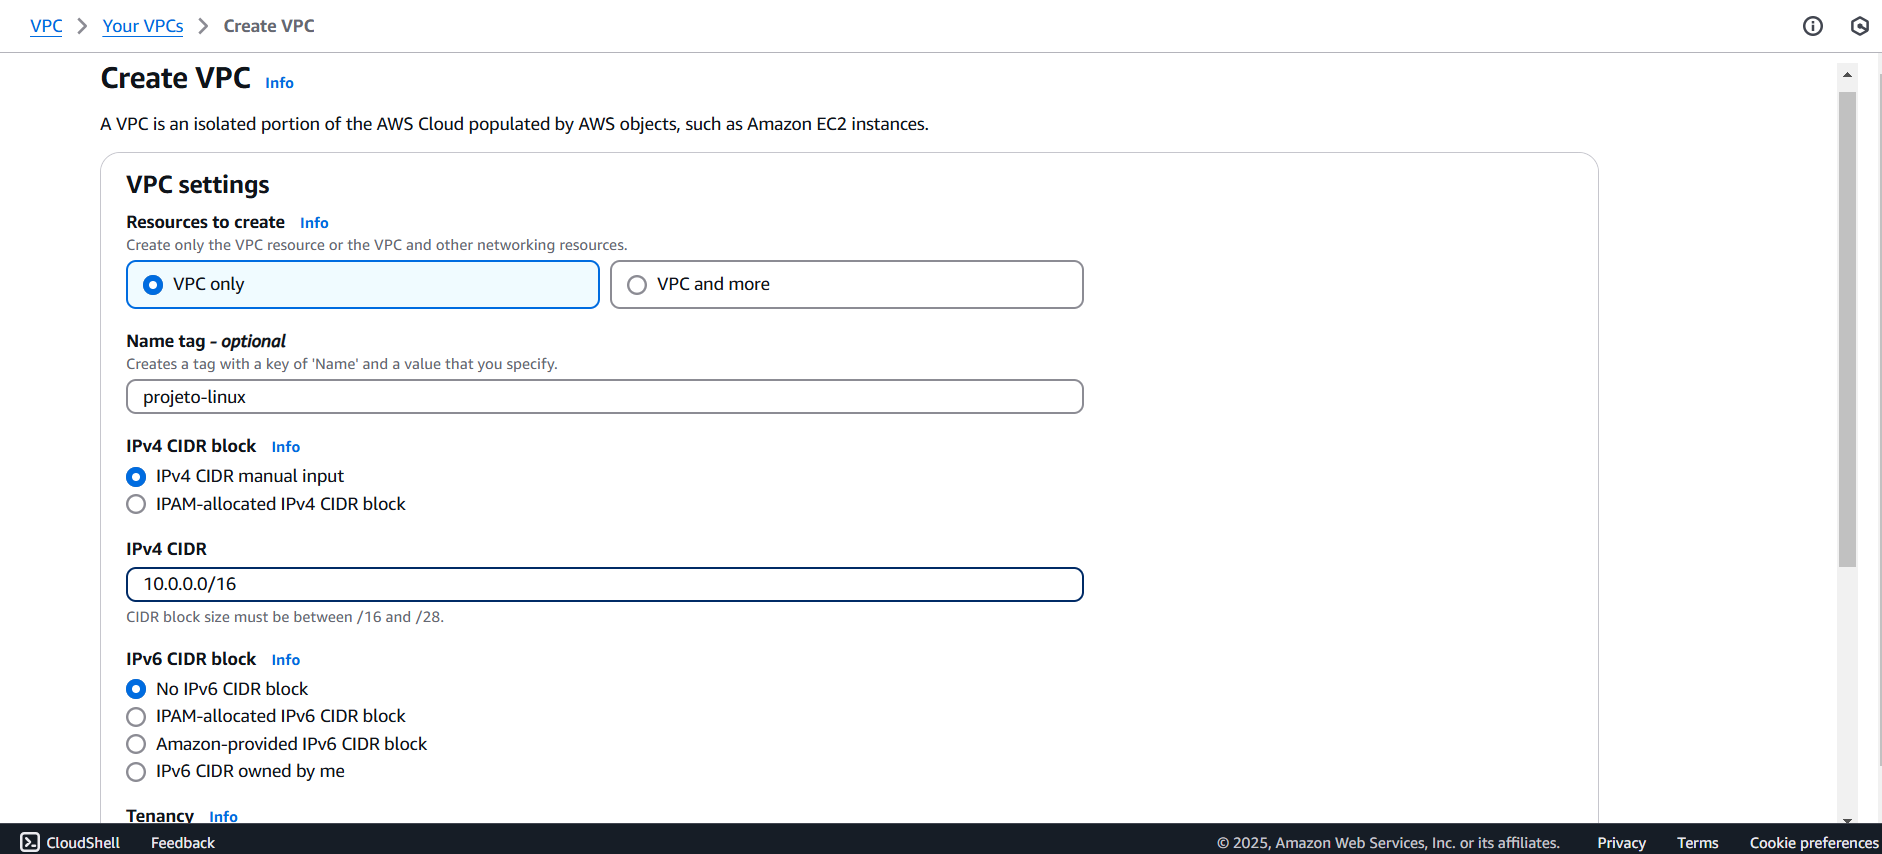 VPC > Your VPCs > Create VPC
Create VPC Info
A VPC is an isolated portion of the AWS Cloud populated by AWS objects, such as Amazon EC2 instances.
VPC settings
Resources to create Info
Create only the VPC resource or the VPC and other networking resources.
VPC only VPC and more
Name tag - optional
Creates a tag with a key of 'Name' and a value that you specify.
projeto-linux
IPv4 CIDR block Info
IPv4 CIDR manual input
IPAM-allocated IPv4 CIDR block
IPv4 CIDR
10.0.0.0/16
CIDR block size must be between /16 and /28.
IPv6 CIDR block Info
No IPv6 CIDR block
IPAM-allocated IPv6 CIDR block
Amazon-provided IPv6 CIDR block
IPv6 CIDR owned by me
Tenancy Info
CloudShell Feedback © 2025, Amazon Web Services, Inc. or its affiliates. Privacy Terms Cookie preferences